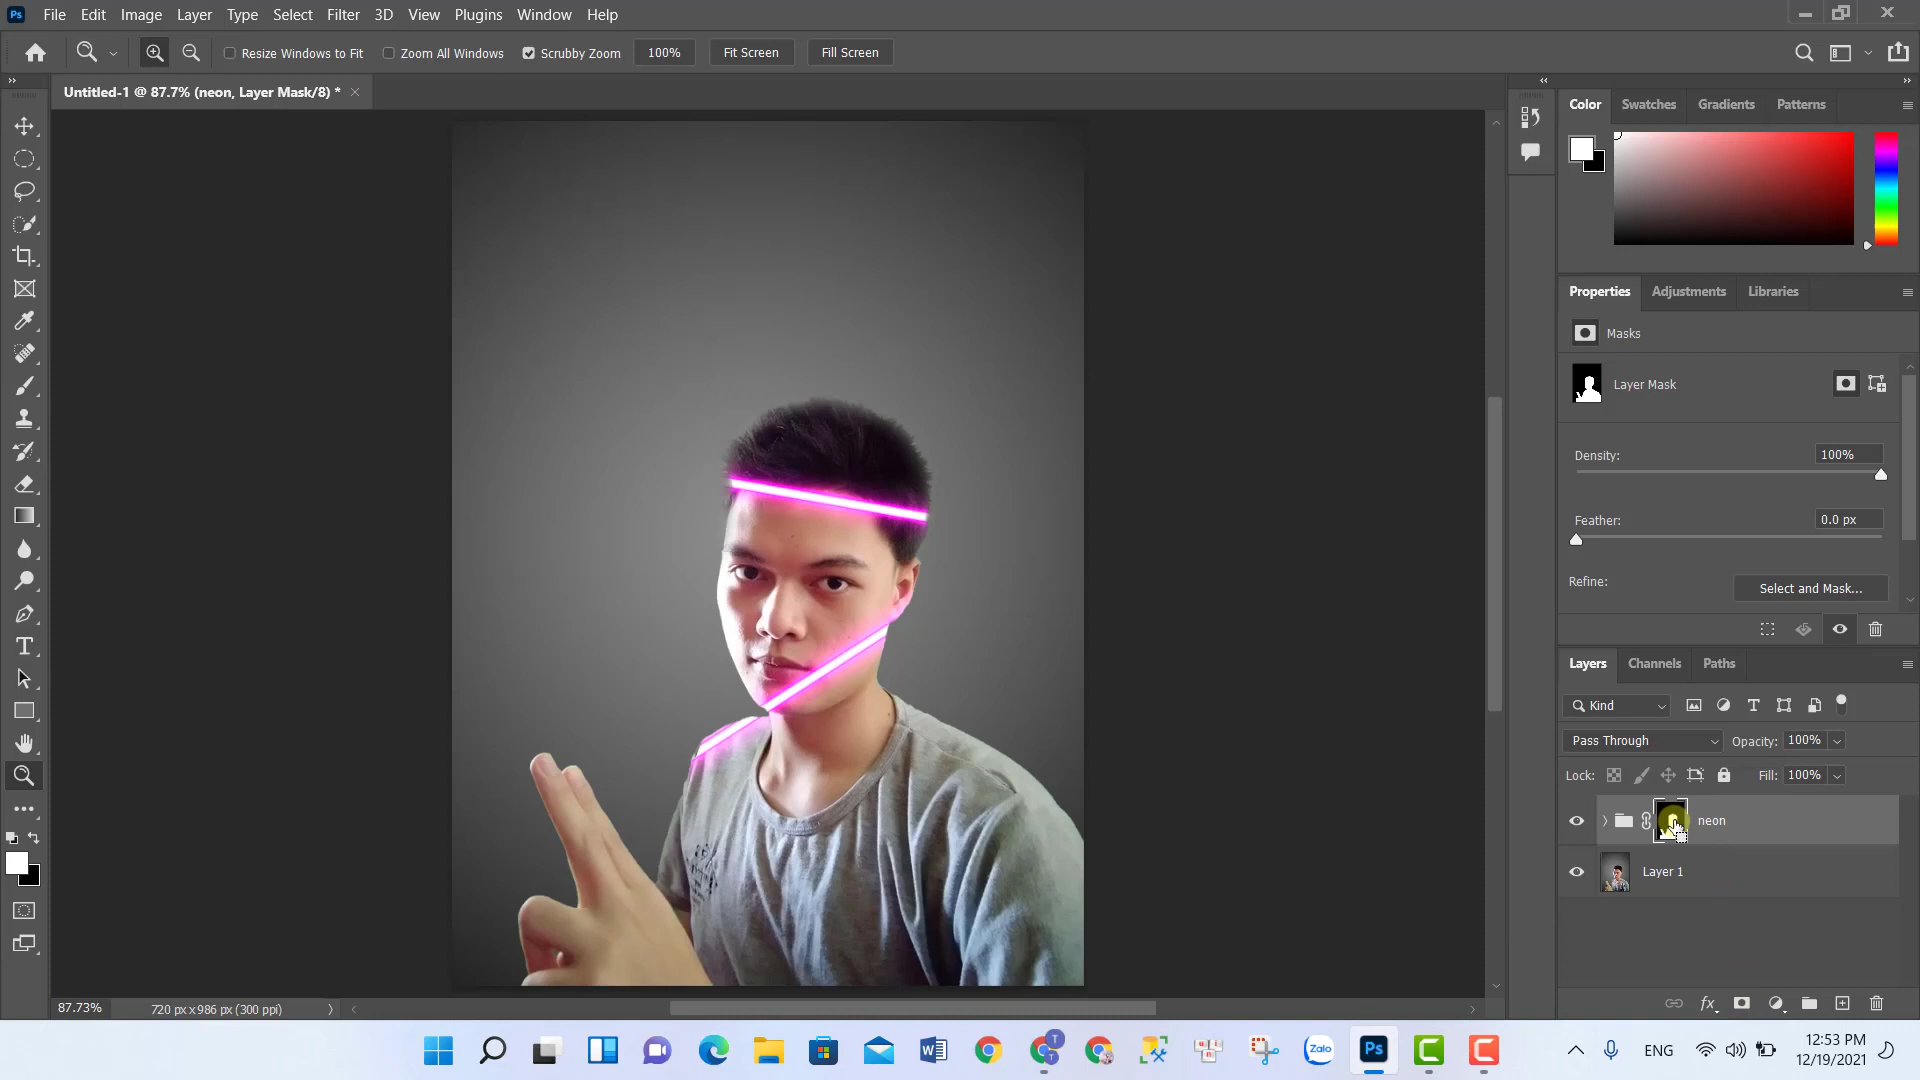 Ps File Edit Image Layer Type Select Filter 3D View Plugins Window Help
Resize Windows to Fit Zoom All Windows Scrubby Zoom 100% Fit Screen Fill Screen
Untitled-1 @ 87.7% (neon, Layer Mask/8) *
Color Swatches Gradients Patterns
Properties Adjustments Libraries
Masks
Layer Mask
Density: 100%
Feather: 0.0 px
Refine: Select and Mask...
Layers Channels Paths
Kind
Pass Through Opacity: 100%
Lock: Fill: 100%
neon
Layer 1
fx
87.73% 720 px x 986 px (300 ppi)
T
T
Zalo
Ps
ENG
12:53 PM
12/19/2021